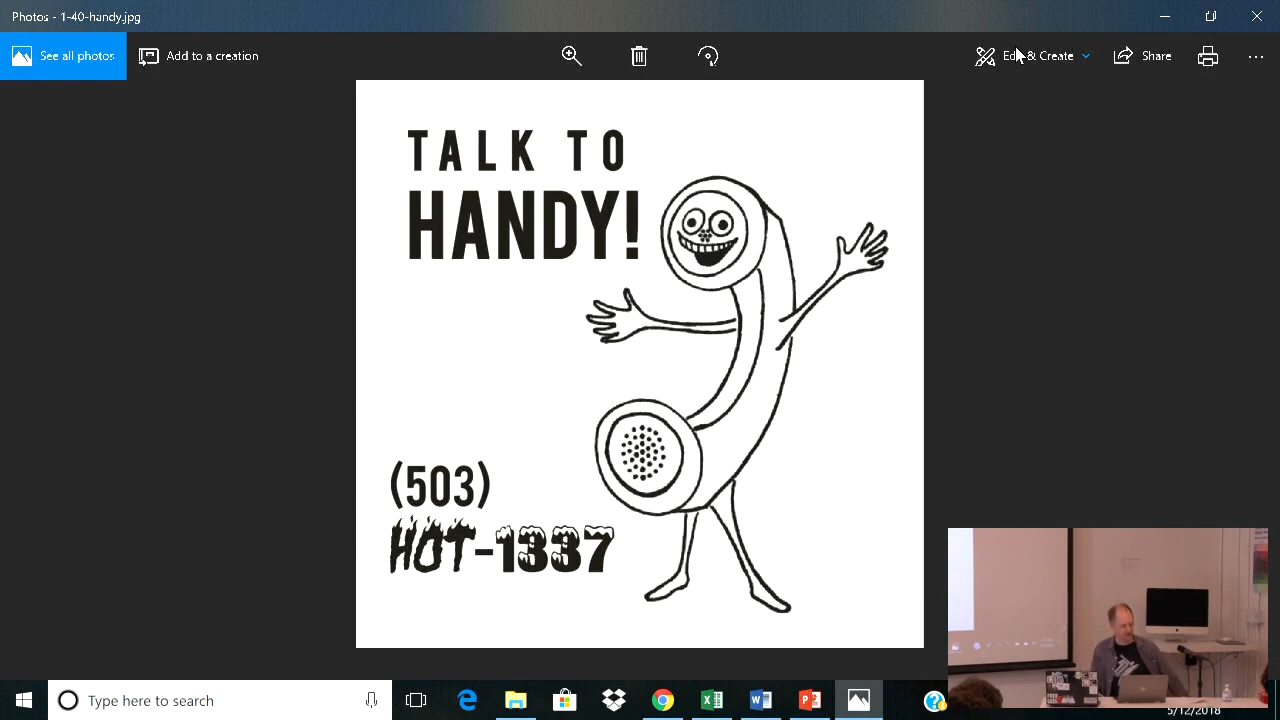 Photos - 1-40-handy.jpg
See all photos
Add to a creation
Edit & Create
Share
TALK TO
HANDY!
(503)
HOT-1337
Type here to search
5/12/2018